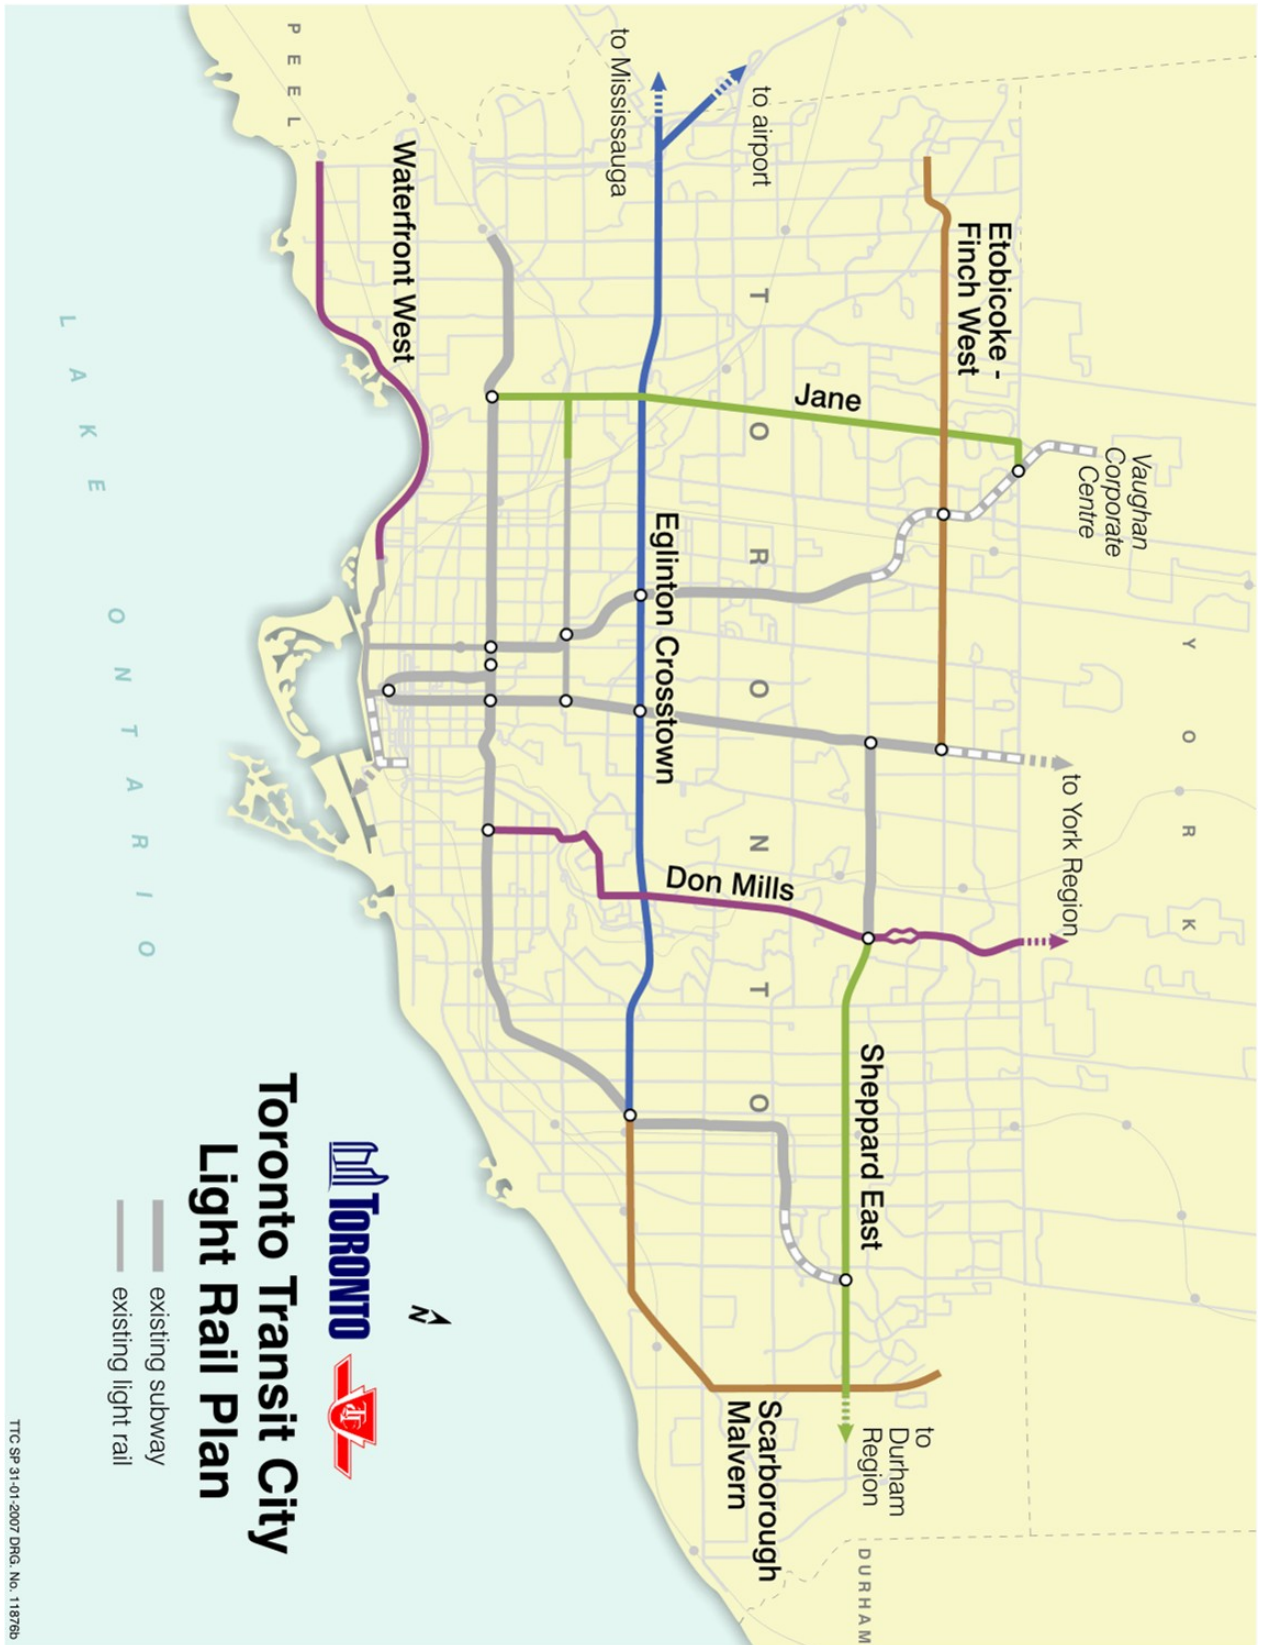 PEEL
to Mississauga
to airport
Waterfront West
Etobicoke -
Finch West
Jane
Vaughan
Corporate
Centre
TORONTO
YORK
Eglinton Crosstown
to York Region
Don Mills
Sheppard East
Scarborough
Malvern
to
Durham
Region
DURHAM
LAKE ONTARIO
N
TORONTO
TTC
Toronto Transit City
Light Rail Plan
existing subway
existing light rail
TTC SP 31-01-2007 DRG. No. 11876b